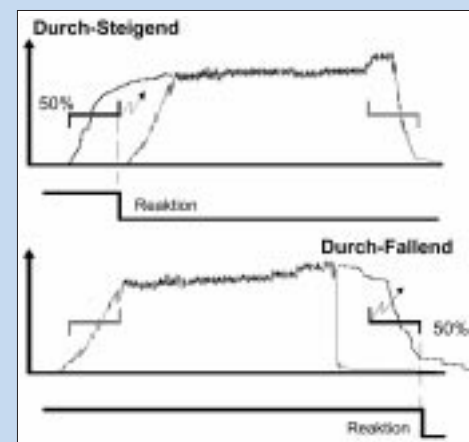 Durch-Steigend
50%
Reaktion
Durch-Fallend
50%
Reaktion